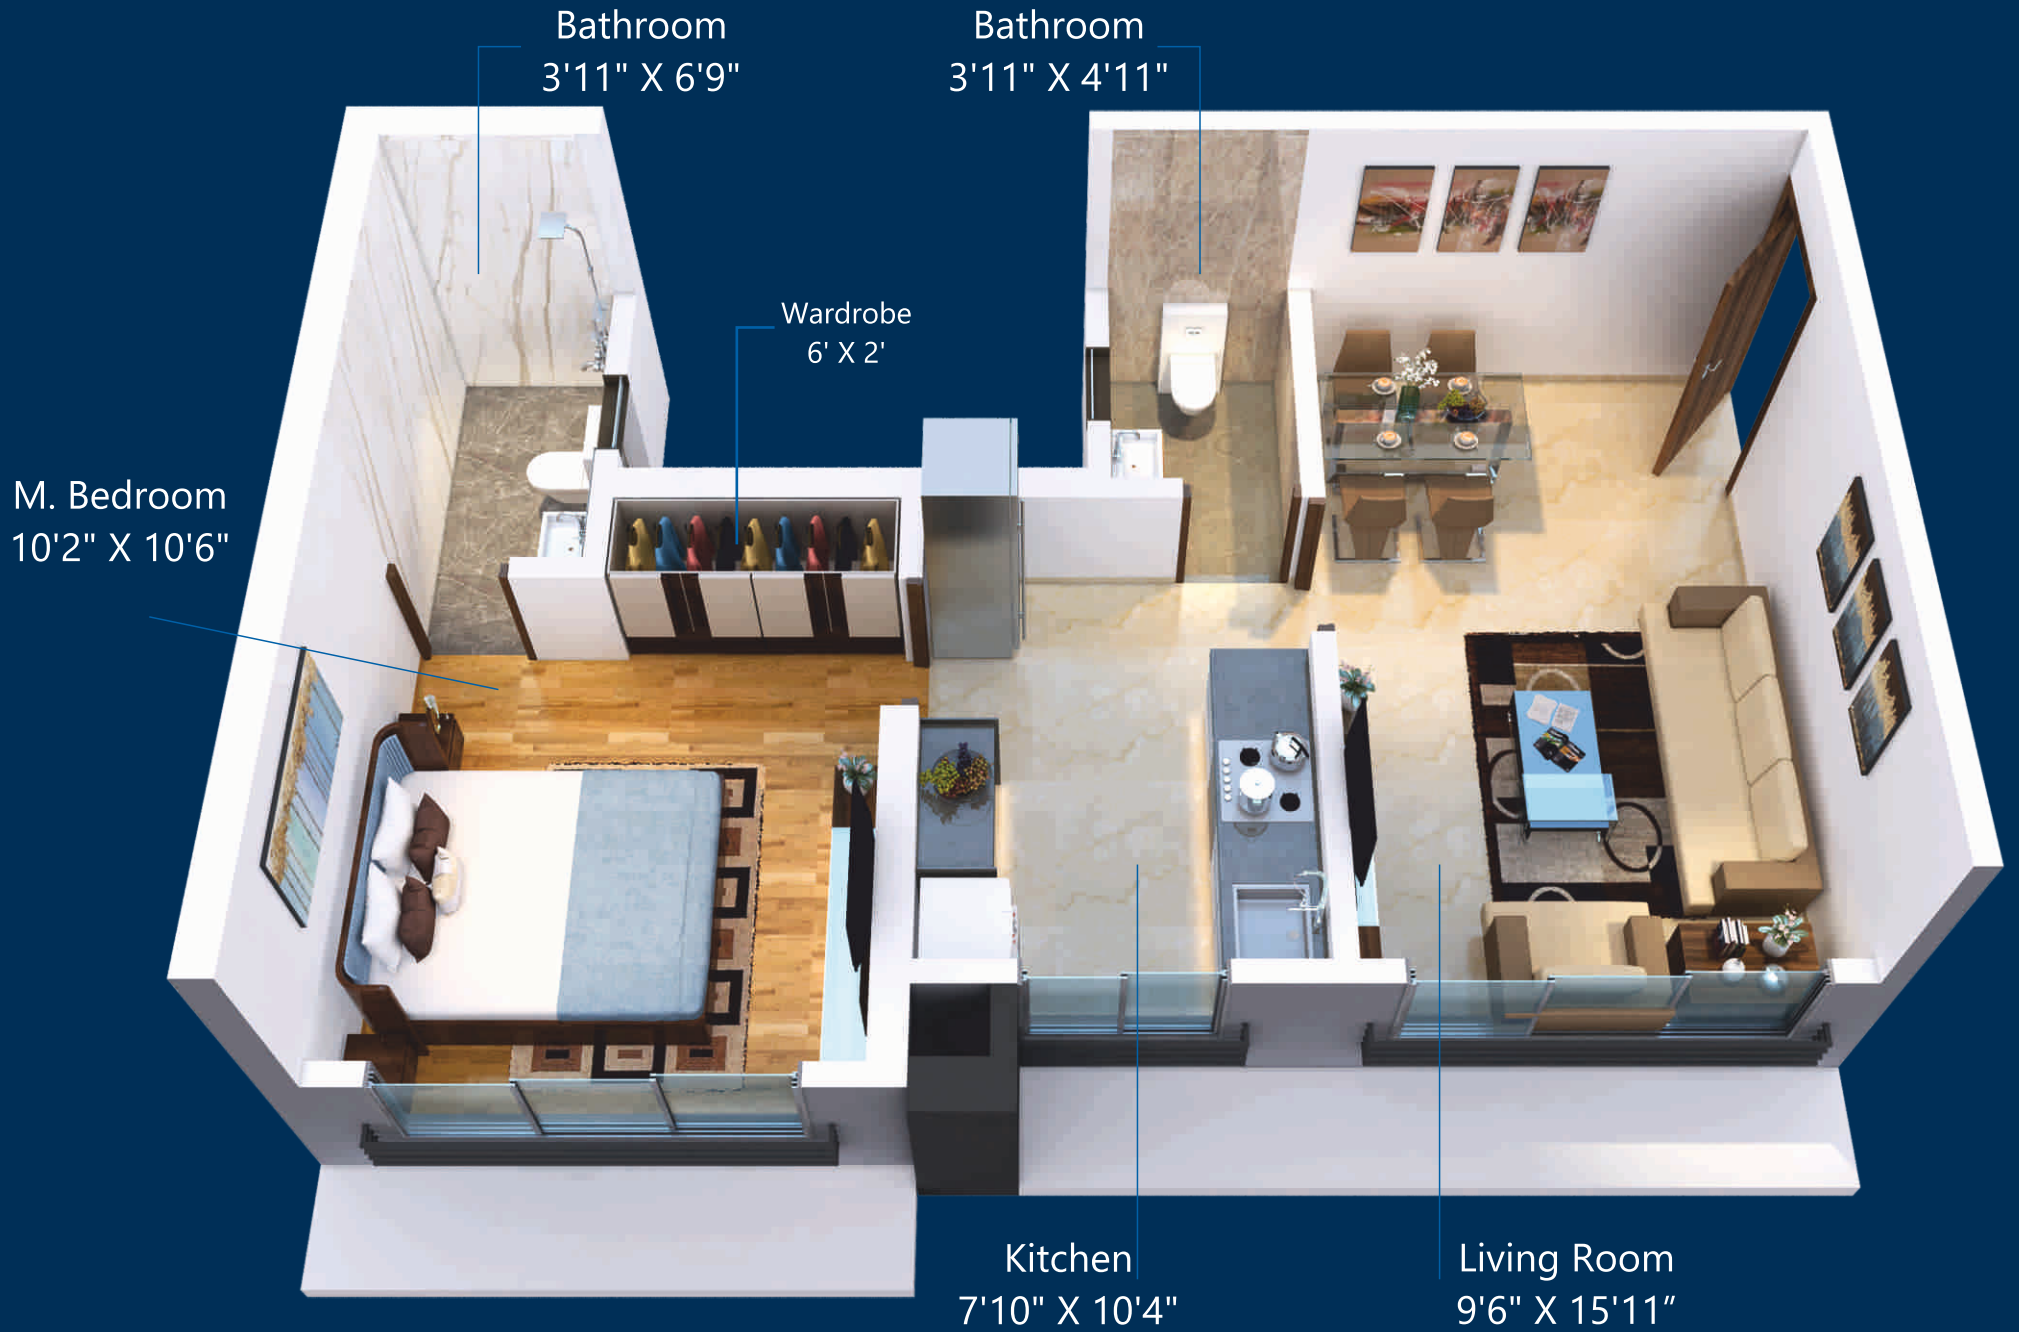 Bathroom
3'11" X 6'9"
Bathroom
3'11" X 4'11"
Wardrobe
6' X 2'
M. Bedroom
10'2" X 10'6"
Kitchen
7'10" X 10'4"
Living Room
9'6" X 15'11”